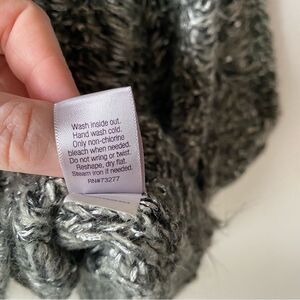 Wash inside out.
Hand wash cold.
Only non-chlorine
bleach when needed.
Do not wring or twist.
Reshape, dry flat.
Steam iron if needed.
RN#73277